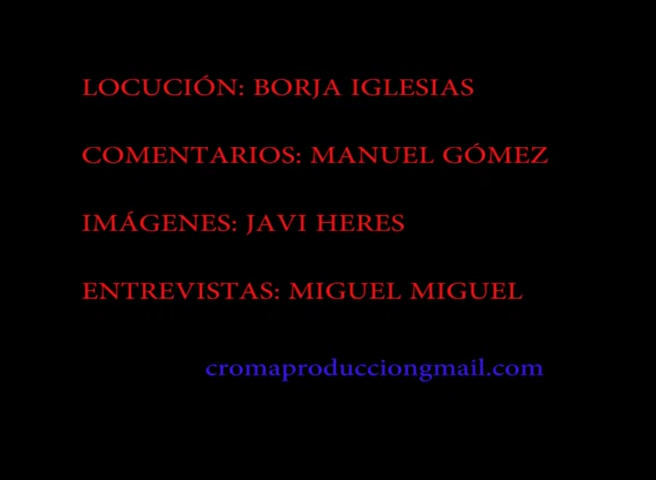 LOCUCIÓN: BORJA IGLESIAS
COMENTARIOS: MANUEL GÓMEZ
IMÁGENES: JAVI HERES
ENTREVISTAS: MIGUEL MIGUEL
cromaproducciongmail.com